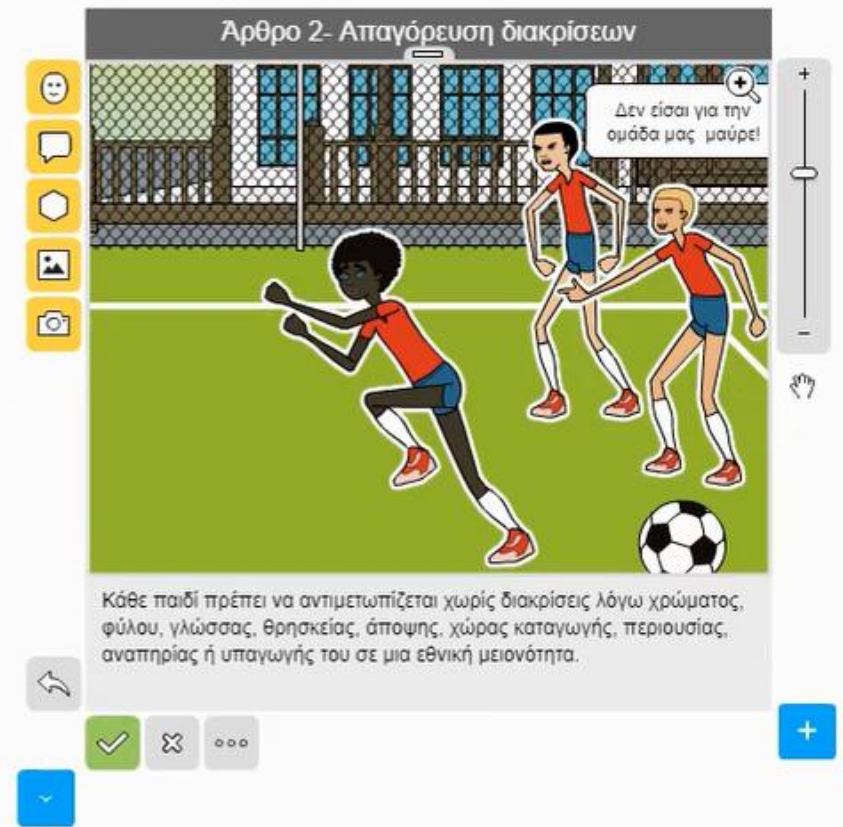 Άρθρο 2- Απαγόρευση διακρίσεων
Δεν είσαι για την
ομάδα μας μαύρε!
Κάθε παιδί πρέπει να αντιμετωπίζεται χωρίς διακρίσεις λόγω χρώματος,
φύλου, γλώσσας, θρησκείας, άποψης, χώρας καταγωγής, περιουσίας,
αναπηρίας ή υπαγωγής του σε μια εθνική μειονότητα.